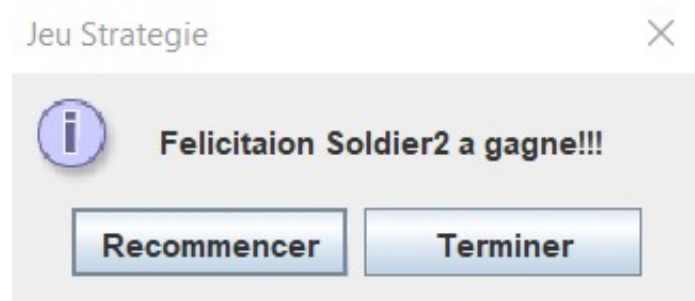 Jeu Strategie
Felicitaion Soldier2 a gagne!!!
Recommencer Terminer